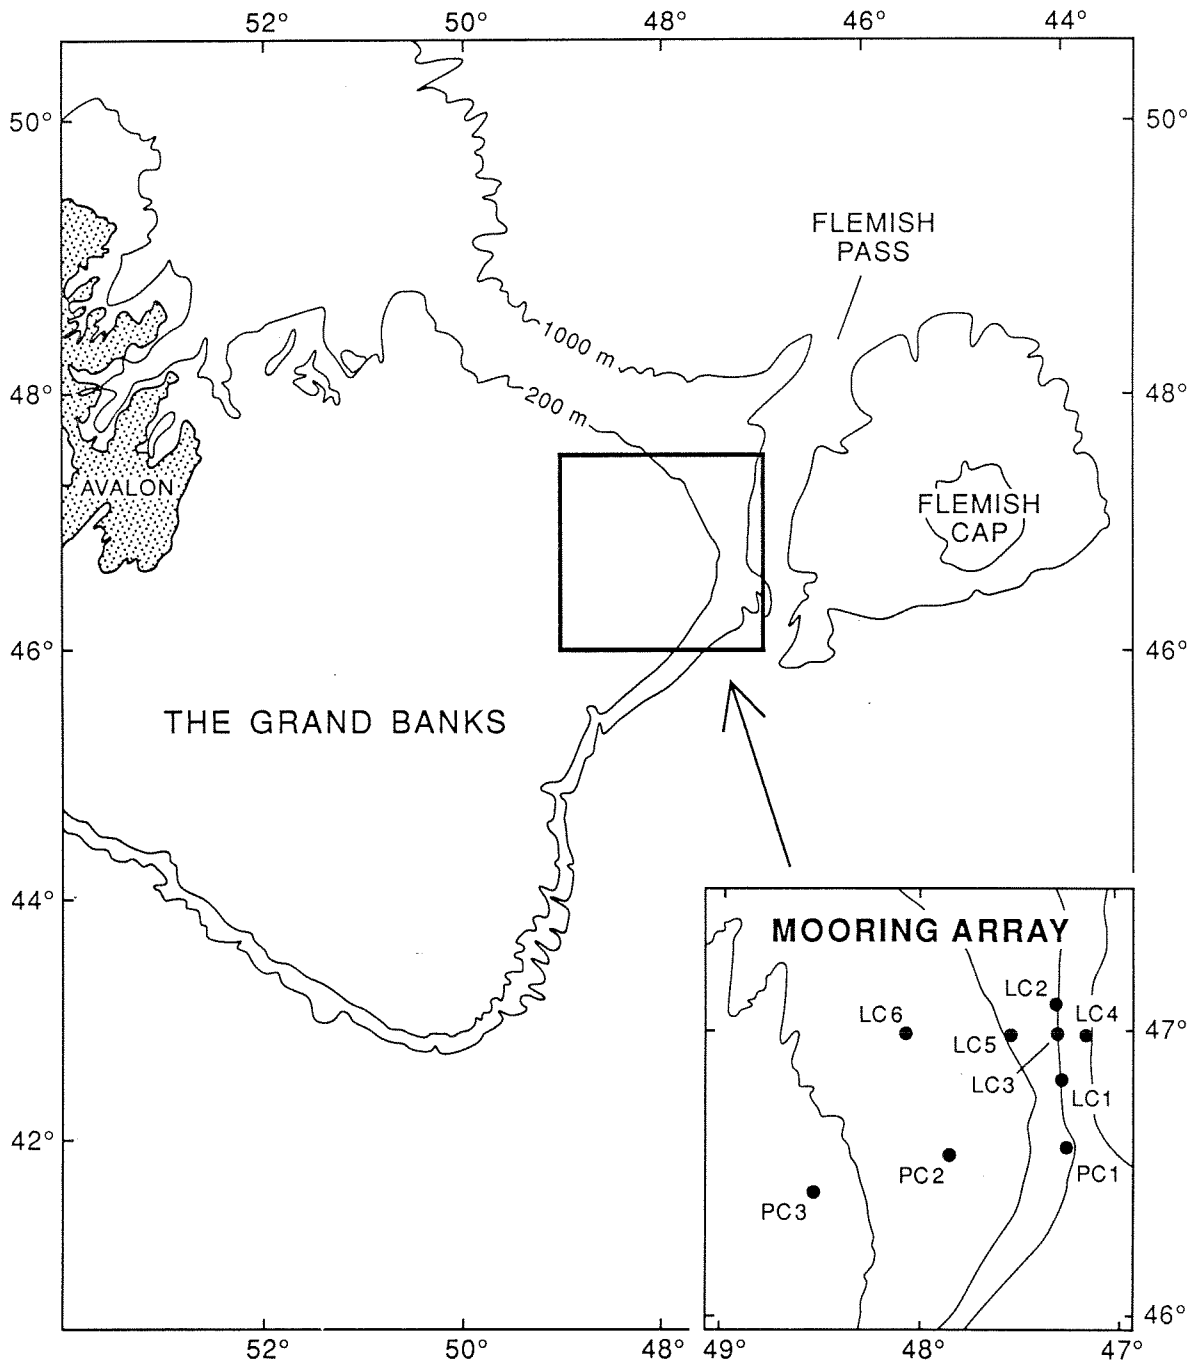 52° 50° 48° 46° 44°
50° 50°
FLEMISH
PASS
1000 m
48° 48°
200 m
AVALON
FLEMISH
CAP
46° 46°
THE GRAND BANKS
44°
MOORING ARRAY
LC2
LC6 LC4
LC5 47°
LC3
LC1
42°
PC2 PC1
PC3
46°
52° 50° 48° 49° 48° 47°